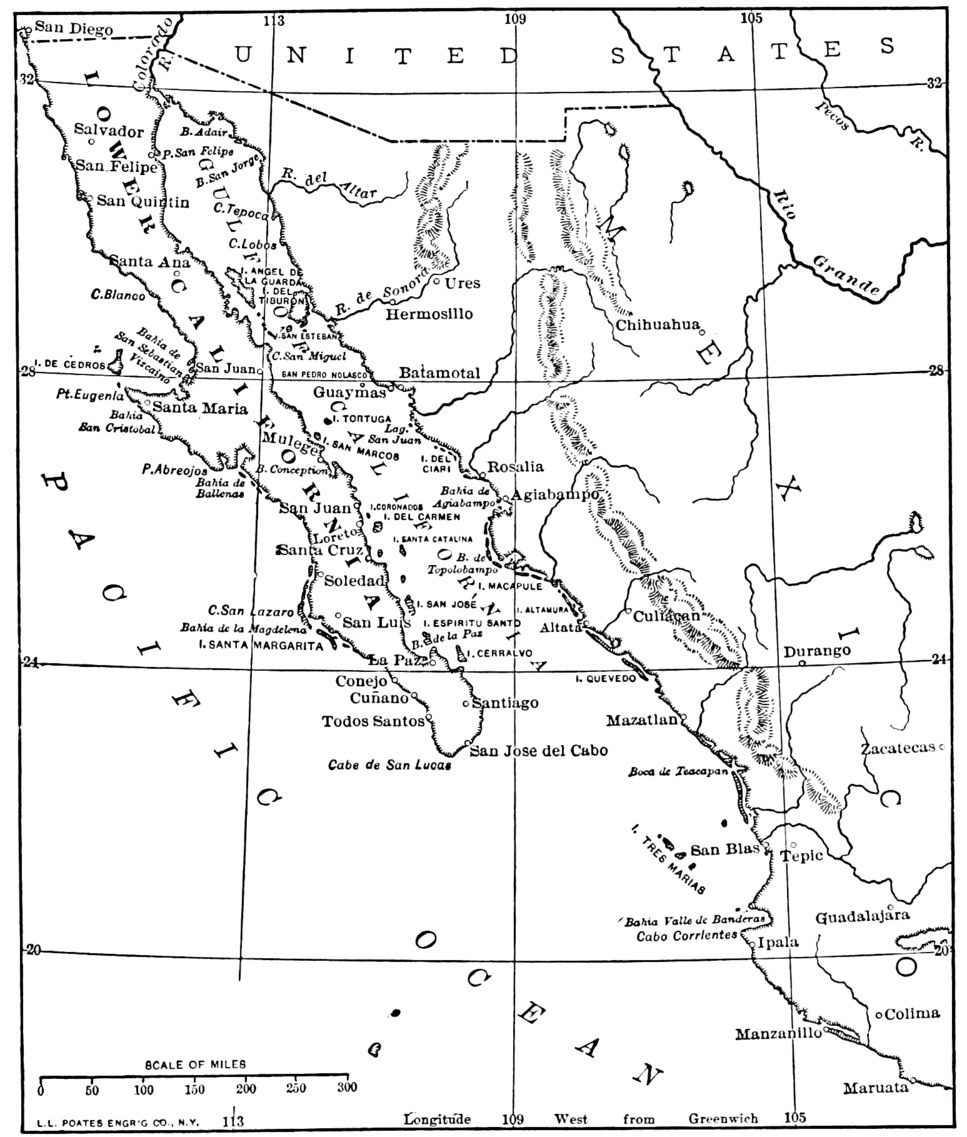 113
109
105
San Diego
UNITED STATES
Colorado
R.
32
32
LOWER CALIFORNIA
GULF OF CALIFORNIA
MEXICO
PACIFIC OCEAN
Pecos
R.
Rio
Grande
B. Adair
Salvador
P. San Felipe
San Felipe
B. San Jorge
R. del Altar
San Quintin
C. Tepoca
C. Lobos
Santa Ana
I. ANGEL DE
LA GUARDA
I. DEL
TIBURON
C. Blanco
R. de Sonora
Ures
Hermosillo
Chihuahua
I. SAN ESTEBAN
Bahia de
San Sebastian
Vizcaino
C. San Miguel
I. DE CEDROS
San Juan
SAN PEDRO NOLASCO
Batamotal
28
28
Guaymas
Pt. Eugenia
Santa Maria
Bahia
San Cristobal
I. TORTUGA
Lag.
San Juan
Mulege
I. SAN MARCOS
I. DEL
CIARI
Rosalia
P. Abreojos
B. Conception
Bahia de
Ballenas
Bahia de
Agiabampo
Agiabampo
San Juan
I. CORONADOS
I. DEL CARMEN
Loreto
I. SANTA CATALINA
Santa Cruz
B. de
Topolobampo
Soledad
I. MACAPULE
C. San Lazaro
I. SAN JOSÉ
I. ALTAMURA
Culiacan
San Luis
I. ESPIRITU SANTO
Altata
Bahia de la Magdelena
B. de la Paz
I. SANTA MARGARITA
I. CERRALVO
La Paz
Durango
24
24
Conejo
I. QUEVEDO
Cuñano
Santiago
Todos Santos
Mazatlan
San Jose del Cabo
Zacatecas
Cabe de San Lucas
Boca de Teacapan
I. TRES MARIAS
San Blas
Tepic
Bahia Valle de Banderas
Guadalajára
Cabo Corrientes
Ipala
20
20
Colima
Manzanillo
Maruata
SCALE OF MILES
0 50 100 150 200 250 300
L.L. POATES ENGR'G CO., N.Y.
113
Longitude 109 West from Greenwich
105